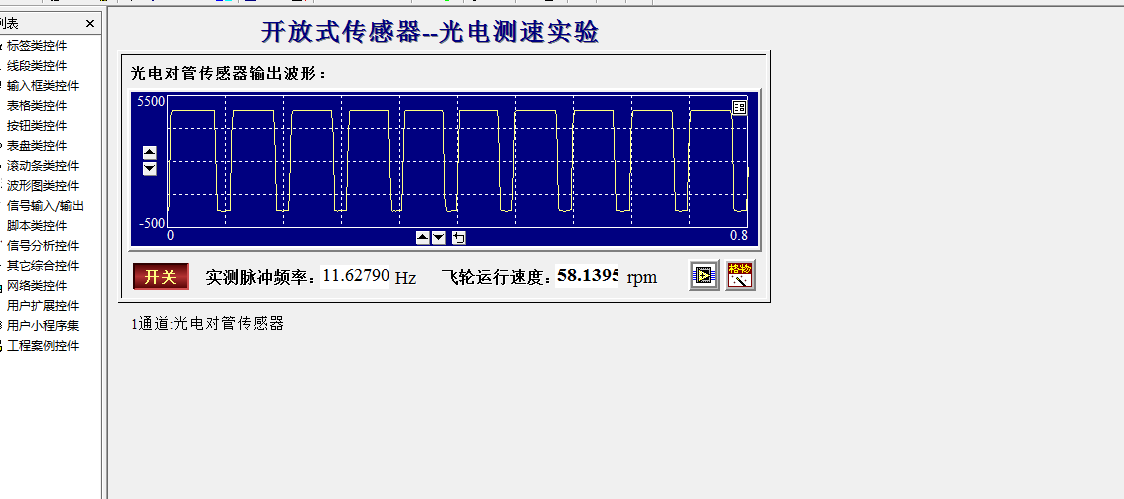 列表
标签类控件
线段类控件
输入框类控件
表格类控件
按钮类控件
表盘类控件
滚动条类控件
波形图类控件
信号输入/输出
脚本类控件
信号分析控件
其它综合控件
网络类控件
用户扩展控件
用户小程序集
工程案例控件
开放式传感器--光电测速实验
光电对管传感器输出波形：
5500
-500
0
0.8
开关 实测脉冲频率：11.62790 Hz 飞轮运行速度：58.1395 rpm
格物
1通道:光电对管传感器